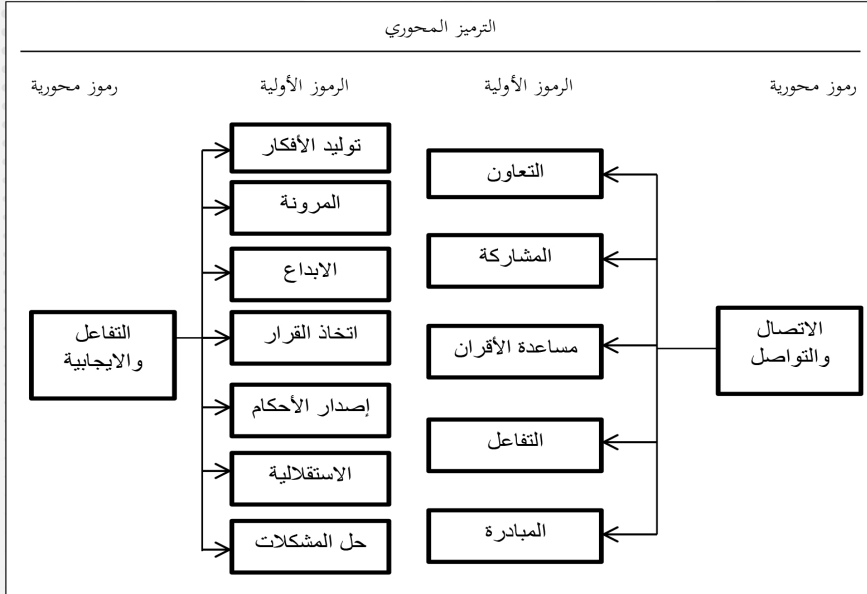 الترميز المحوري
رموز محورية
الرموز الأولية
الرموز الأولية
رموز محورية
الاتصال
والتواصل
التعاون
المشاركة
مساعدة الأقران
التفاعل
المبادرة
توليد الأفكار
المرونة
الابداع
اتخاذ القرار
إصدار الأحكام
الاستقلالية
حل المشكلات
التفاعل
والايجابية